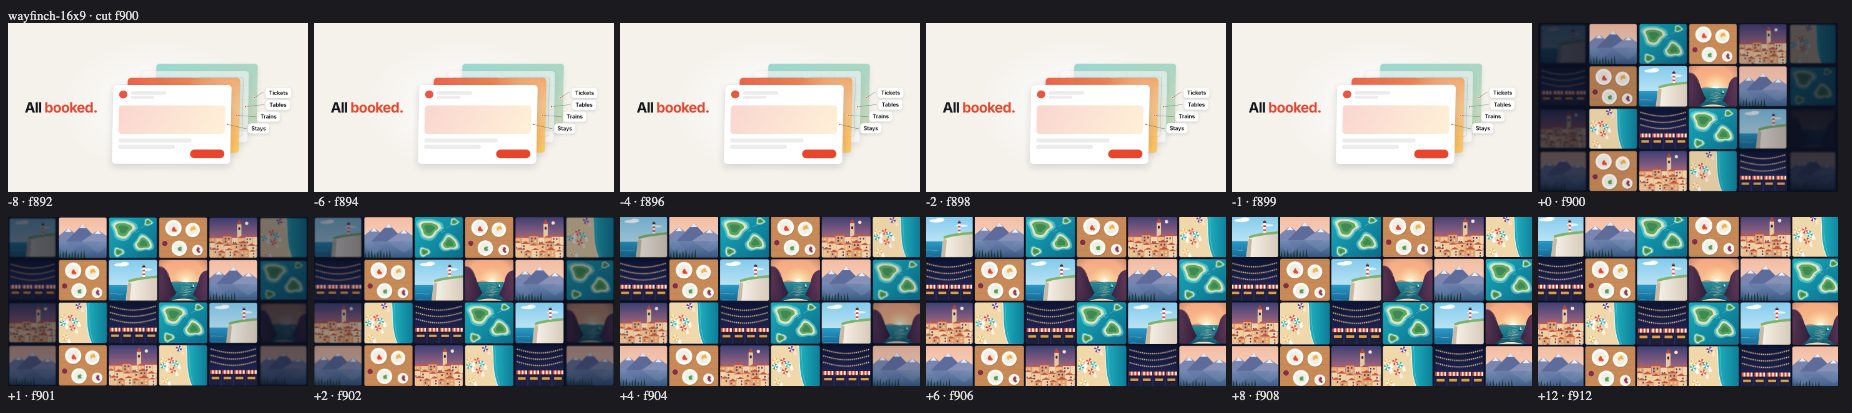 wayfinch-16x9 · cut f900
All booked.
Tickets
Tables
Trains
Stays
All booked.
Tickets
Tables
Trains
Stays
All booked.
Tickets
Tables
Trains
Stays
All booked.
Tickets
Tables
Trains
Stays
All booked.
Tickets
Tables
Trains
Stays
-8 · f892
-6 · f894
-4 · f896
-2 · f898
-1 · f899
+0 · f900
+1 · f901
+2 · f902
+4 · f904
+6 · f906
+8 · f908
+12 · f912